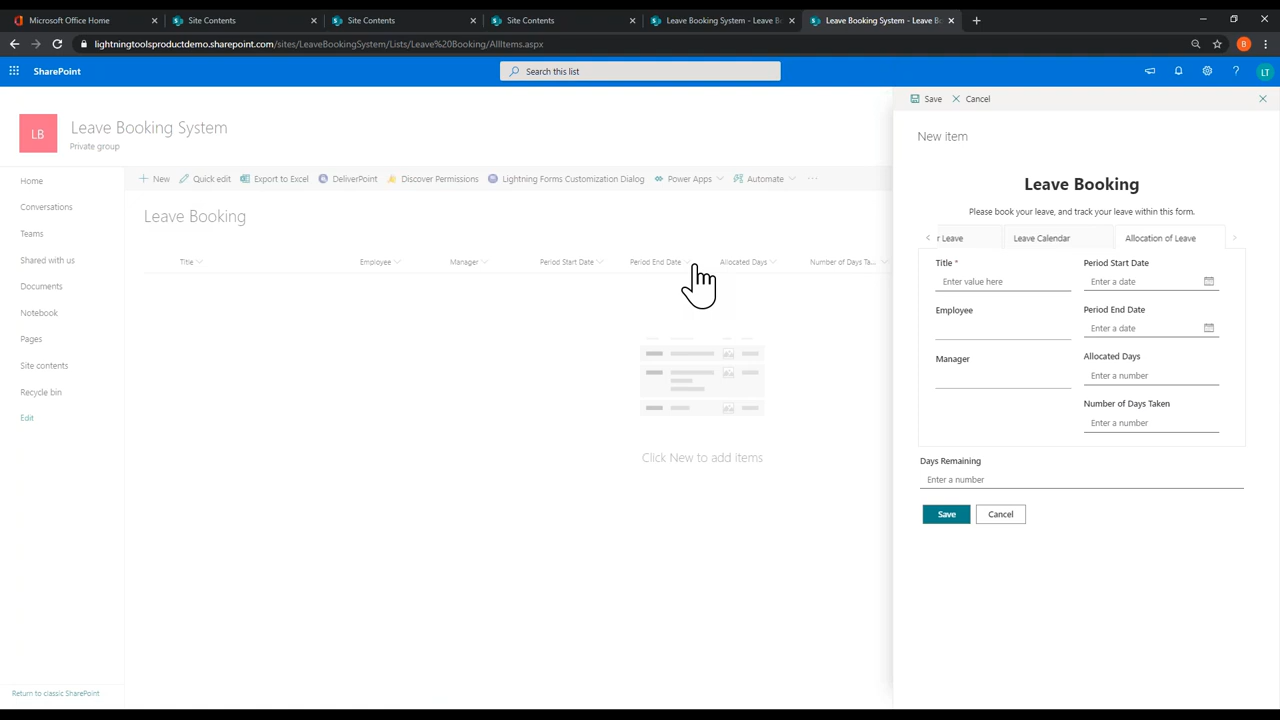 Microsoft Office Home
Site Contents
Site Contents
Site Contents
Leave Booking System - Leave B
Leave Booking System - Leave Bo
lightningtoolsproductdemo.sharepoint.com/sites/LeaveBookingSystem/Lists/Leave%20Booking/AllItems.aspx
B
SharePoint
Search this list
?
LT
Save
Cancel
LB
Leave Booking System
Private group
New item
Home
New
Quick edit
Export to Excel
DeliverPoint
Discover Permissions
Lightning Forms Customization Dialog
Power Apps
Automate
...
Conversations
Teams
Shared with us
Documents
Notebook
Pages
Site contents
Recycle bin
Edit
Return to classic SharePoint
Leave Booking
Title
Employee
Manager
Period Start Date
Period End Date
Allocated Days
Number of Days Ta...
Click New to add items
Leave Booking
Please book your leave, and track your leave within this form.
r Leave
Leave Calendar
Allocation of Leave
Title *
Enter value here
Employee
Manager
Period Start Date
Enter a date
Period End Date
Enter a date
Allocated Days
Enter a number
Number of Days Taken
Enter a number
Days Remaining
Enter a number
Save
Cancel